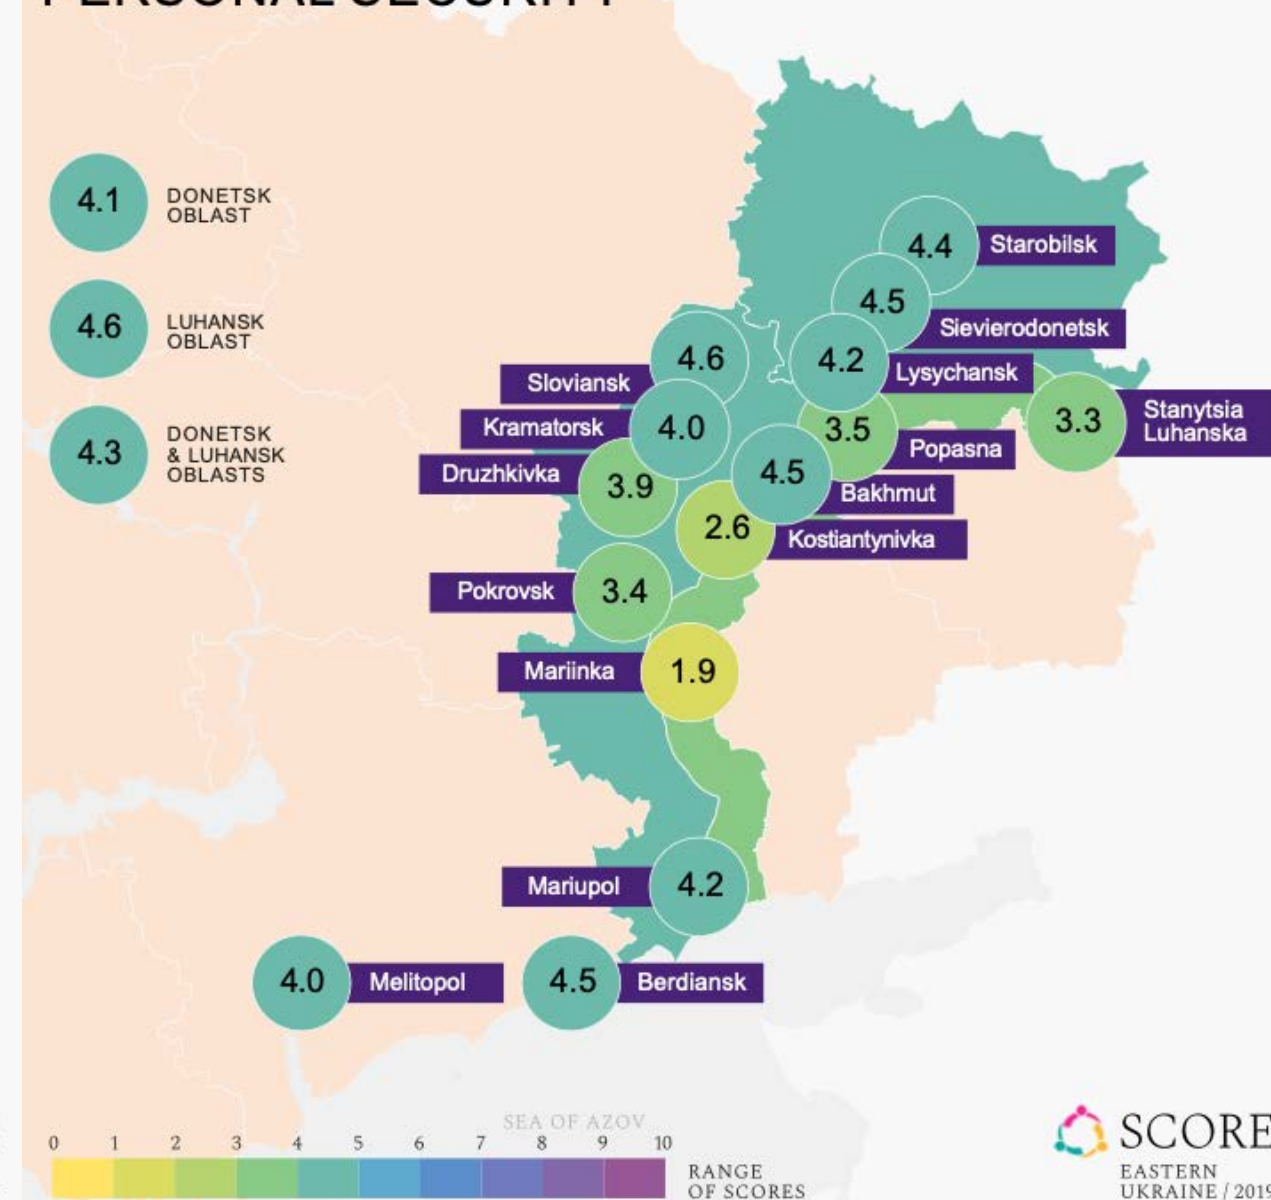 PERSONAL SECURITY
4.1
DONETSK
OBLAST
4.6
LUHANSK
OBLAST
4.3
DONETSK
& LUHANSK
OBLASTS
4.4
Starobilsk
4.5
Sievierodonetsk
4.2
Lysychansk
4.6
Sloviansk
4.0
Kramatorsk
3.9
Druzhkivka
3.5
Popasna
3.3
Stanytsia
Luhanska
4.5
Bakhmut
2.6
Kostiantynivka
Pokrovsk
3.4
Mariinka
1.9
Mariupol
4.2
4.0
Melitopol
4.5
Berdiansk
SEA OF AZOV
0 1 2 3 4 5 6 7 8 9 10
RANGE
OF SCORES
SCORE
EASTERN
UKRAINE / 2019